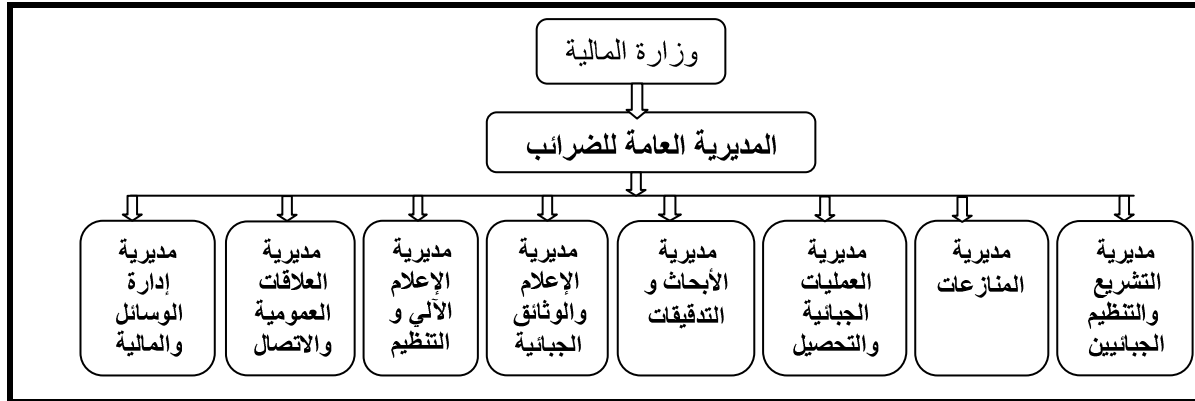 وزارة المالية
المديرية العامة للضرائب
مديرية
التشريع
والتنظيم
الجبائيين
مديرية
المنازعات
مديرية
العمليات
الجبائية
والتحصيل
مديرية
الأبحاث و
التدقيقات
مديرية
الإعلام
والوثائق
الجبائية
مديرية
الإعلام
الآلي و
التنظيم
مديرية
العلاقات
العمومية
والاتصال
مديرية
إدارة
الوسائل
والمالية